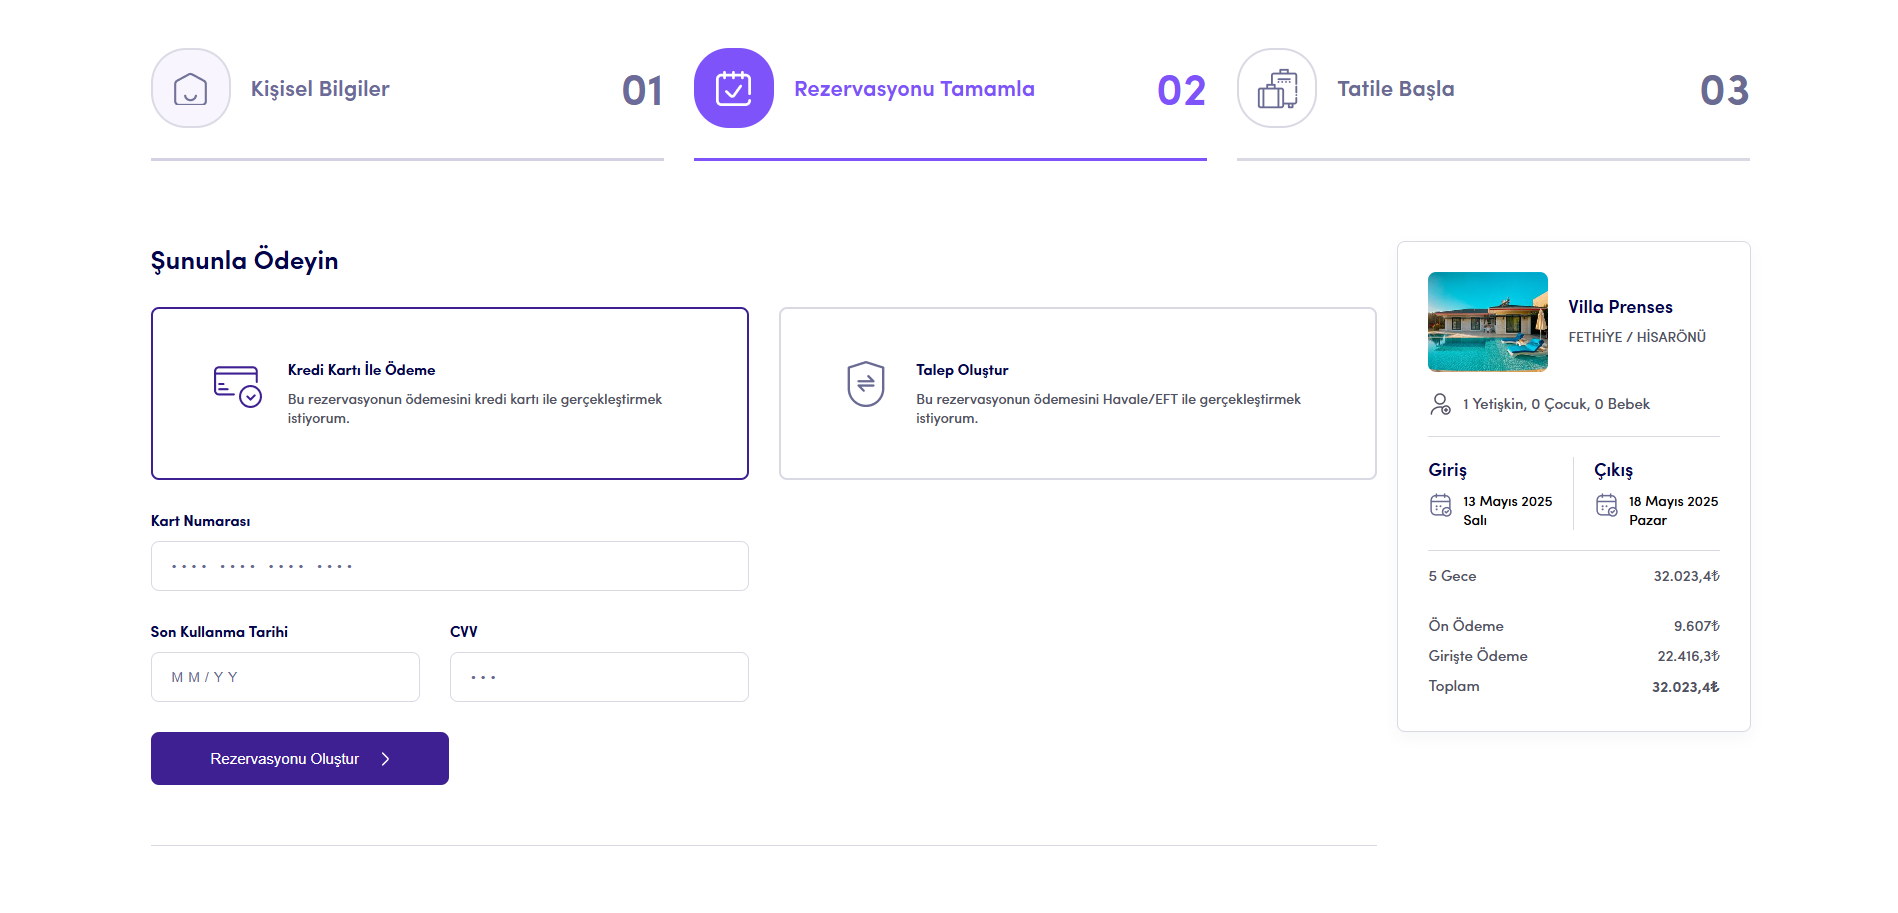 Kişisel Bilgiler
01
Rezervasyonu Tamamla
02
Tatile Başla
03
Şununla Ödeyin
Kredi Kartı İle Ödeme
Bu rezervasyonun ödemesini kredi kartı ile gerçekleştirmek
istiyorum.
Talep Oluştur
Bu rezervasyonun ödemesini Havale/EFT ile gerçekleştirmek
istiyorum.
Kart Numarası
•••• •••• •••• ••••
Son Kullanma Tarihi
CVV
MM/YY
•••
Rezervasyonu Oluştur
Villa Prenses
FETHİYE / HİSARÖNÜ
1 Yetişkin, 0 Çocuk, 0 Bebek
Giriş
13 Mayıs 2025
Salı
Çıkış
18 Mayıs 2025
Pazar
5 Gece 32.023,4₺
Ön Ödeme 9.607₺
Girişte Ödeme 22.416,3₺
Toplam 32.023,4₺